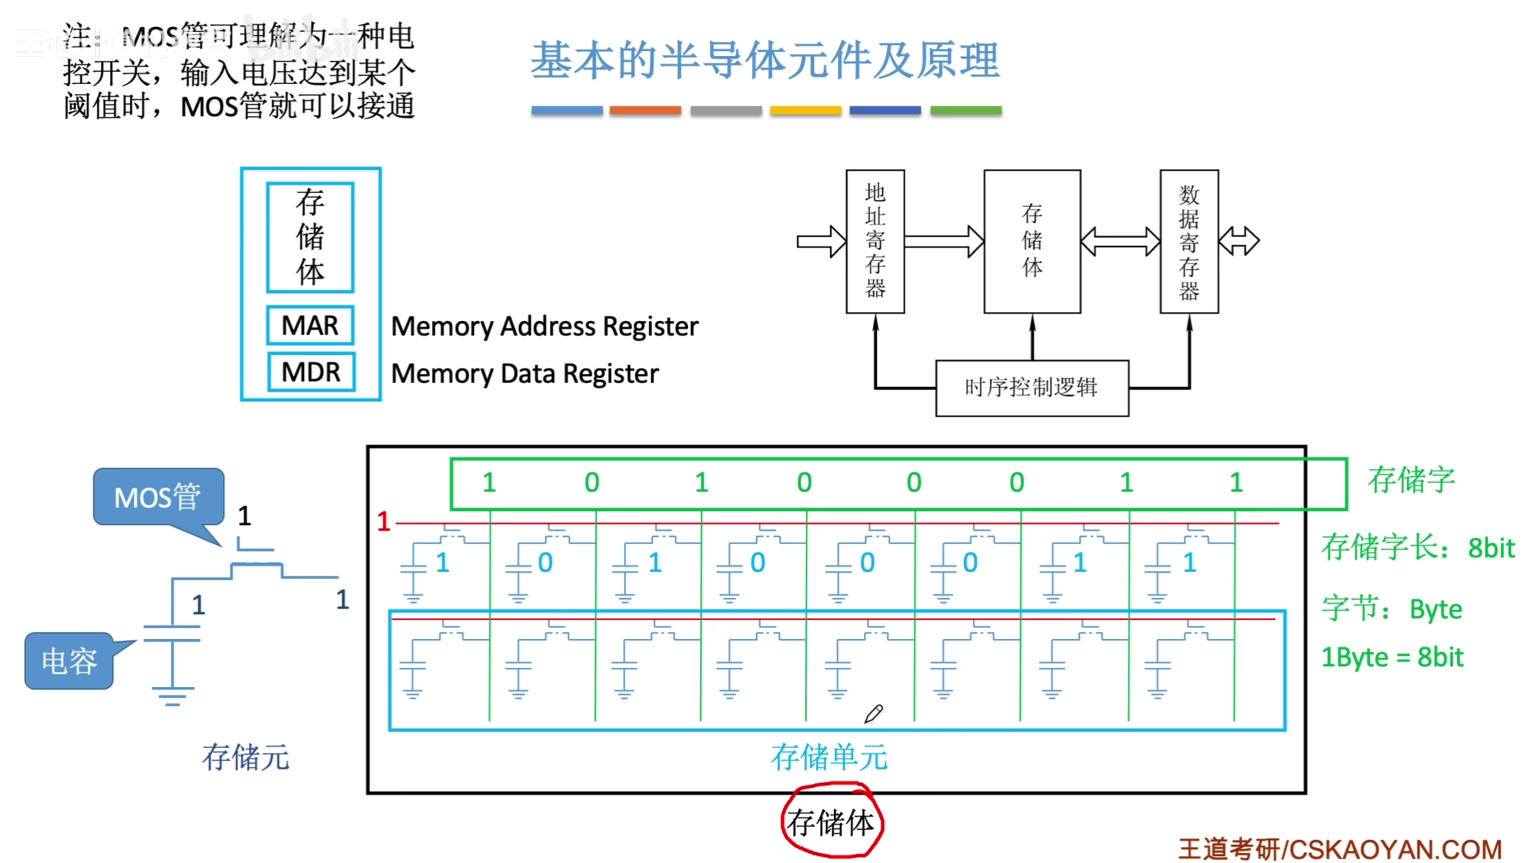 注：MOS管可理解为一种电
控开关，输入电压达到某个
阈值时，MOS管就可以接通
基本的半导体元件及原理
存储体
MAR
Memory Address Register
MDR
Memory Data Register
地址寄存器
存储体
数据寄存器
时序控制逻辑
MOS管
1
1
1
电容
存储元
1 0 1 0 0 0 1 1
存储字
1
1 0 1 0 0 0 1 1
存储字长：8bit
字节：Byte
1Byte = 8bit
存储单元
存储体
王道考研/CSKAOYAN.COM